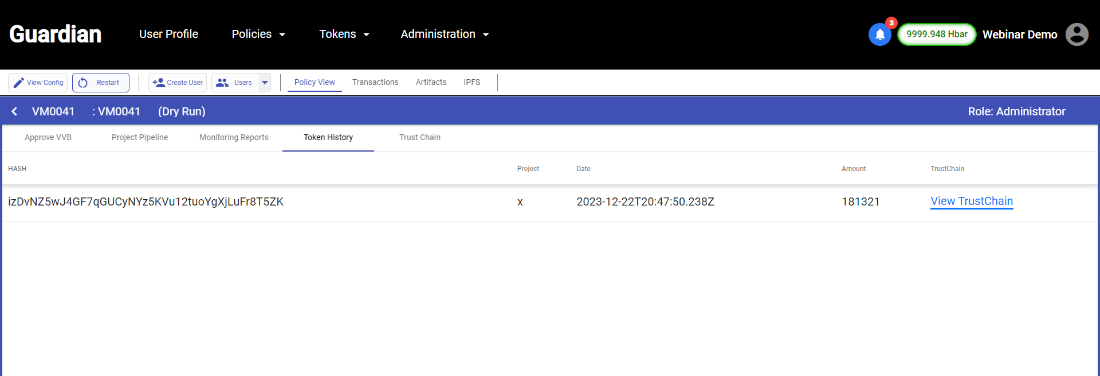 Guardian User Profile Policies Tokens Administration 3 9999.948 Hbar Webinar Demo
View Config Restart Create User Users Policy View Transactions Artifacts IPFS
VM0041 : VM0041 (Dry Run) Role: Administrator
Approve VVB Project Pipeline Monitoring Reports Token History Trust Chain
HASH Project Date Amount TrustChain
izDvNZ5wJ4GF7qGUCyNYz5KVu12tuoYgXjLuFr8T5ZK x 2023-12-22T20:47:50.238Z 181321 View TrustChain